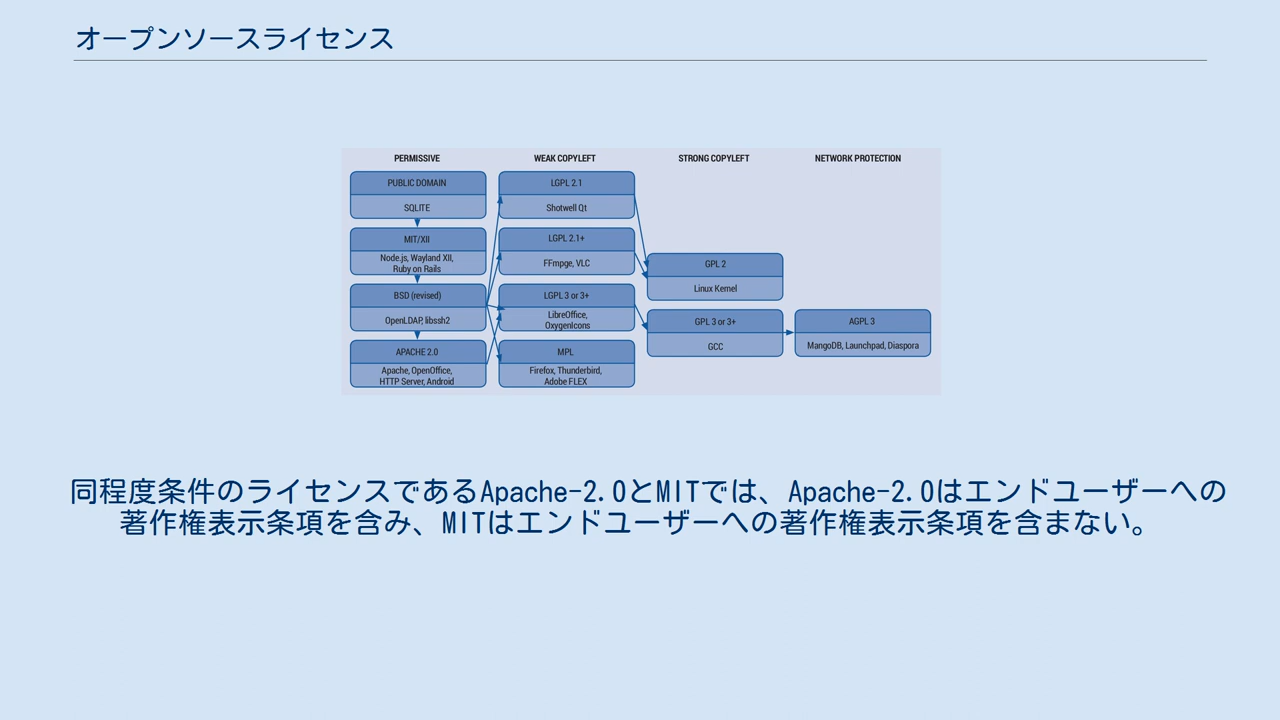 オープンソースライセンス
PERMISSIVE
WEAK COPYLEFT
STRONG COPYLEFT
NETWORK PROTECTION
PUBLIC DOMAIN
SQLITE
MIT/XII
Node.js, Wayland XII,
Ruby on Rails
BSD (revised)
OpenLDAP, libssh2
APACHE 2.0
Apache, OpenOffice,
HTTP Server, Android
LGPL 2.1
Shotwell Qt
LGPL 2.1+
FFmpge, VLC
LGPL 3 or 3+
LibreOffice,
OxygenIcons
MPL
Firefox, Thunderbird,
Adobe FLEX
GPL 2
Linux Kernel
GPL 3 or 3+
GCC
AGPL 3
MangoDB, Launchpad, Diaspora
同程度条件のライセンスであるApache-2.0とMITでは、Apache-2.0はエンドユーザーへの
著作権表示条項を含み、MITはエンドユーザーへの著作権表示条項を含まない。